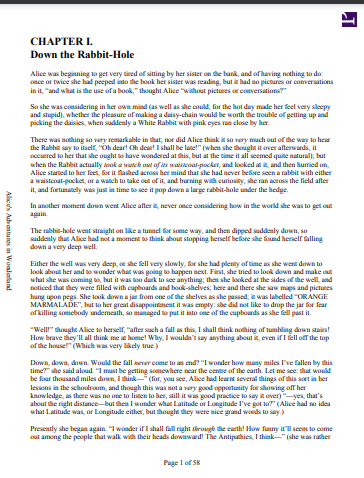 CHAPTER I.
Down the Rabbit-Hole
Alice was beginning to get very tired of sitting by her sister on the bank, and of having nothing to do:
once or twice she had peeped into the book her sister was reading, but it had no pictures or conversations
in it, “and what is the use of a book,” thought Alice “without pictures or conversations?”
So she was considering in her own mind (as well as she could, for the hot day made her feel very sleepy
and stupid), whether the pleasure of making a daisy-chain would be worth the trouble of getting up and
picking the daisies, when suddenly a White Rabbit with pink eyes ran close by her.
There was nothing so very remarkable in that; nor did Alice think it so very much out of the way to hear
the Rabbit say to itself, “Oh dear! Oh dear! I shall be late!” (when she thought it over afterwards, it
occurred to her that she ought to have wondered at this, but at the time it all seemed quite natural); but
when the Rabbit actually took a watch out of its waistcoat-pocket, and looked at it, and then hurried on,
Alice started to her feet, for it flashed across her mind that she had never before seen a rabbit with either
a waistcoat-pocket, or a watch to take out of it, and burning with curiosity, she ran across the field after
it, and fortunately was just in time to see it pop down a large rabbit-hole under the hedge.
In another moment down went Alice after it, never once considering how in the world she was to get out
again.
The rabbit-hole went straight on like a tunnel for some way, and then dipped suddenly down, so
suddenly that Alice had not a moment to think about stopping herself before she found herself falling
down a very deep well.
Either the well was very deep, or she fell very slowly, for she had plenty of time as she went down to
look about her and to wonder what was going to happen next. First, she tried to look down and make out
what she was coming to, but it was too dark to see anything; then she looked at the sides of the well, and
noticed that they were filled with cupboards and book-shelves; here and there she saw maps and pictures
hung upon pegs. She took down a jar from one of the shelves as she passed; it was labelled “ORANGE
MARMALADE”, but to her great disappointment it was empty: she did not like to drop the jar for fear
of killing somebody underneath, so managed to put it into one of the cupboards as she fell past it.
“Well!” thought Alice to herself, “after such a fall as this, I shall think nothing of tumbling down stairs!
How brave they’ll all think me at home! Why, I wouldn’t say anything about it, even if I fell off the top
of the house!” (Which was very likely true.)
Down, down, down. Would the fall never come to an end? “I wonder how many miles I’ve fallen by this
time?” she said aloud. “I must be getting somewhere near the centre of the earth. Let me see: that would
be four thousand miles down, I think—” (for, you see, Alice had learnt several things of this sort in her
lessons in the schoolroom, and though this was not a very good opportunity for showing off her
knowledge, as there was no one to listen to her, still it was good practice to say it over) “—yes, that’s
about the right distance—but then I wonder what Latitude or Longitude I’ve got to?” (Alice had no idea
what Latitude was, or Longitude either, but thought they were nice grand words to say.)
Presently she began again. “I wonder if I shall fall right through the earth! How funny it’ll seem to come
out among the people that walk with their heads downward! The Antipathies, I think—” (she was rather
Page 1 of 58
Alice's Adventures in Wonderland